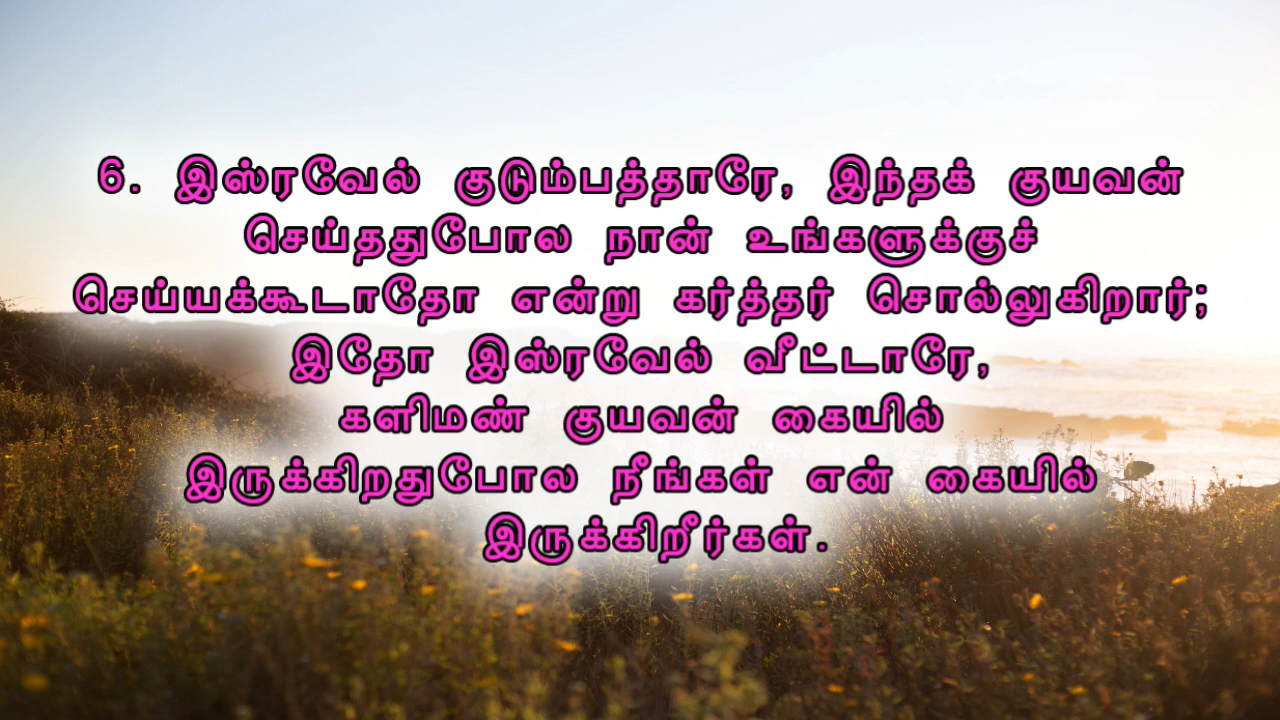 6. இஸ்ரவேல் குடும்பத்தாரே, இந்தக் குயவன்
செய்ததுபோல நான் உங்களுக்குச்
செய்யக்கூடாதோ என்று கர்த்தர் சொல்லுகிறார்;
இதோ இஸ்ரவேல் வீட்டாரே,
களிமண் குயவன் கையில்
இருக்கிறதுபோல நீங்கள் என் கையில்
இருக்கிறீர்கள்.